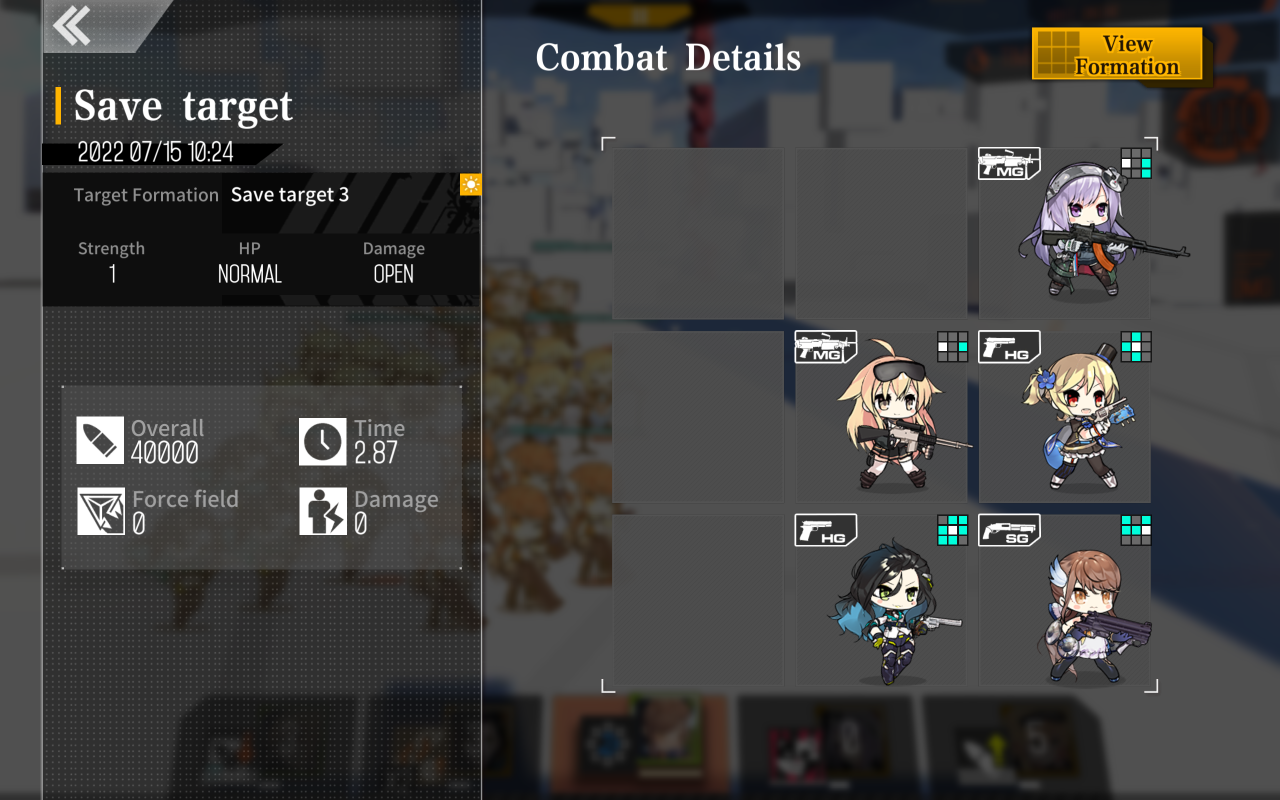 Save target
2022 07/15 10:24
Target Formation Save target 3
Strength HP Damage
1 NORMAL OPEN
Overall
40000
Time
2.87
Force field
0
Damage
0
Combat Details
View
Formation
MG
MG
HG
HG
SG